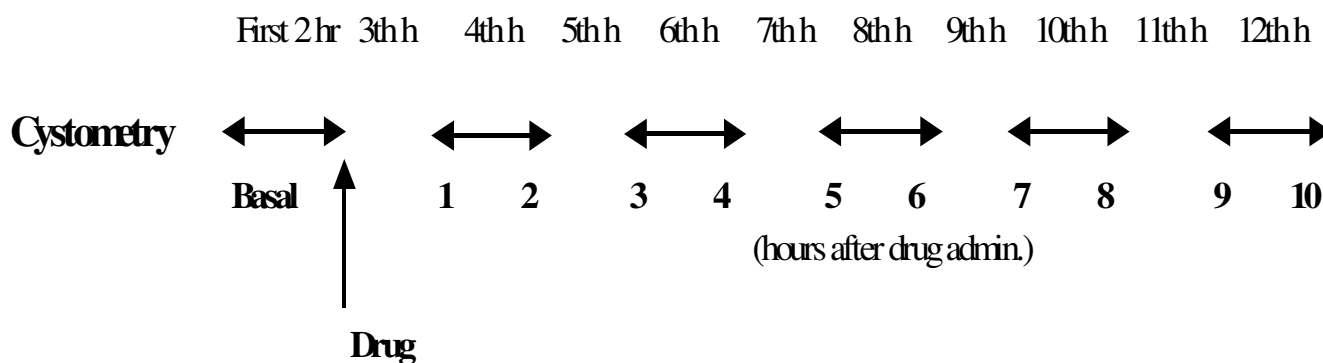 First 2 hr 3th h 4th h 5th h 6th h 7th h 8th h 9th h 10th h 11th h 12th h
Cystometry
Basal 1 2 3 4 5 6 7 8 9 10
(hours after drug admin.)
Drug